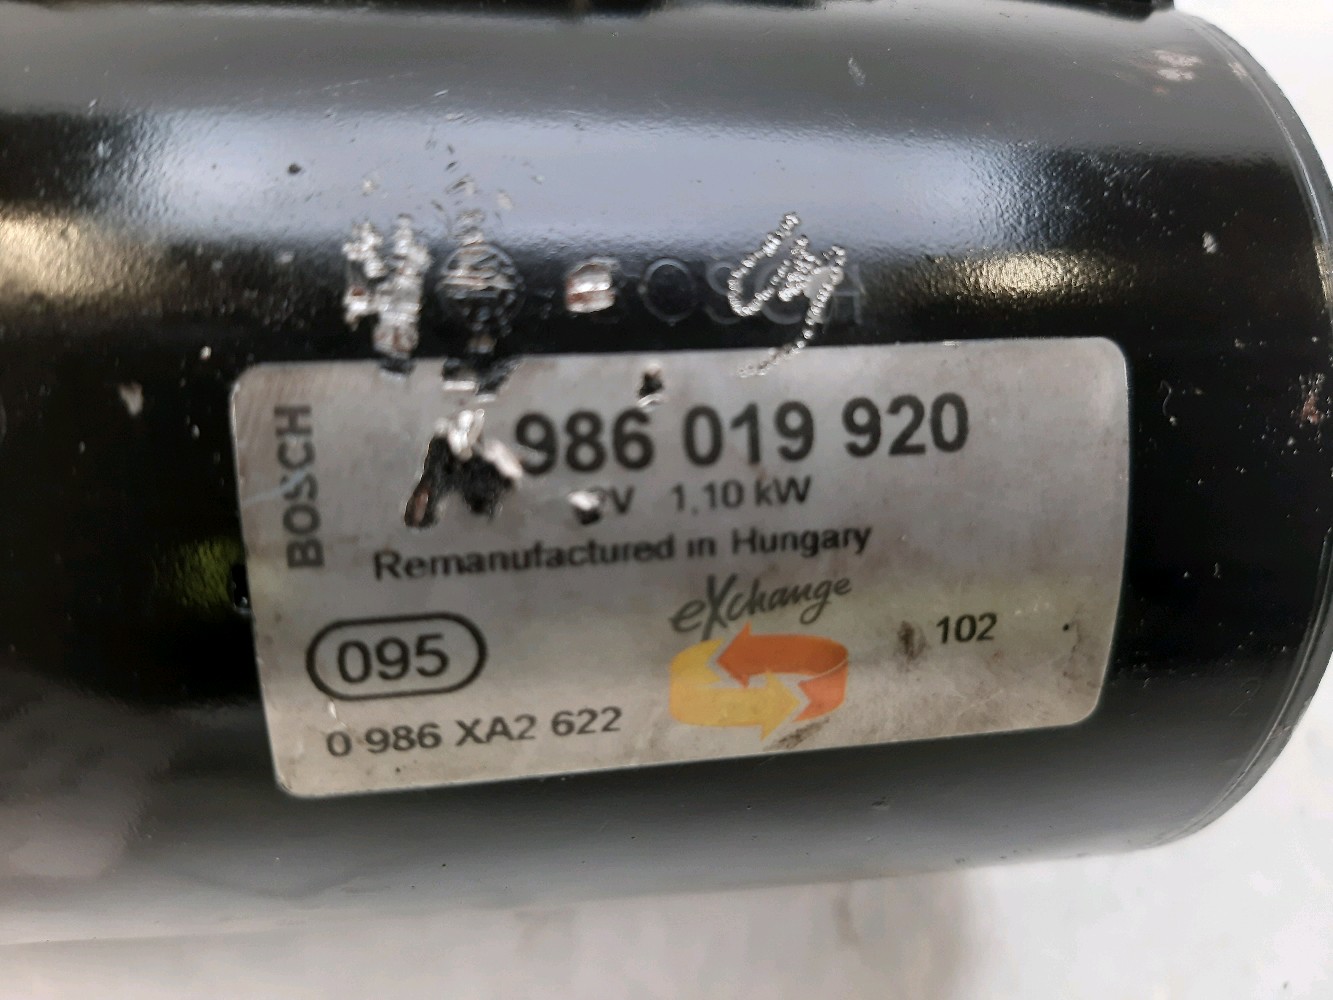 BOSCH
BOSCH
986 019 920
V 1,10 kW
Remanufactured in Hungary
eXchange
095
102
0 986 XA2 622